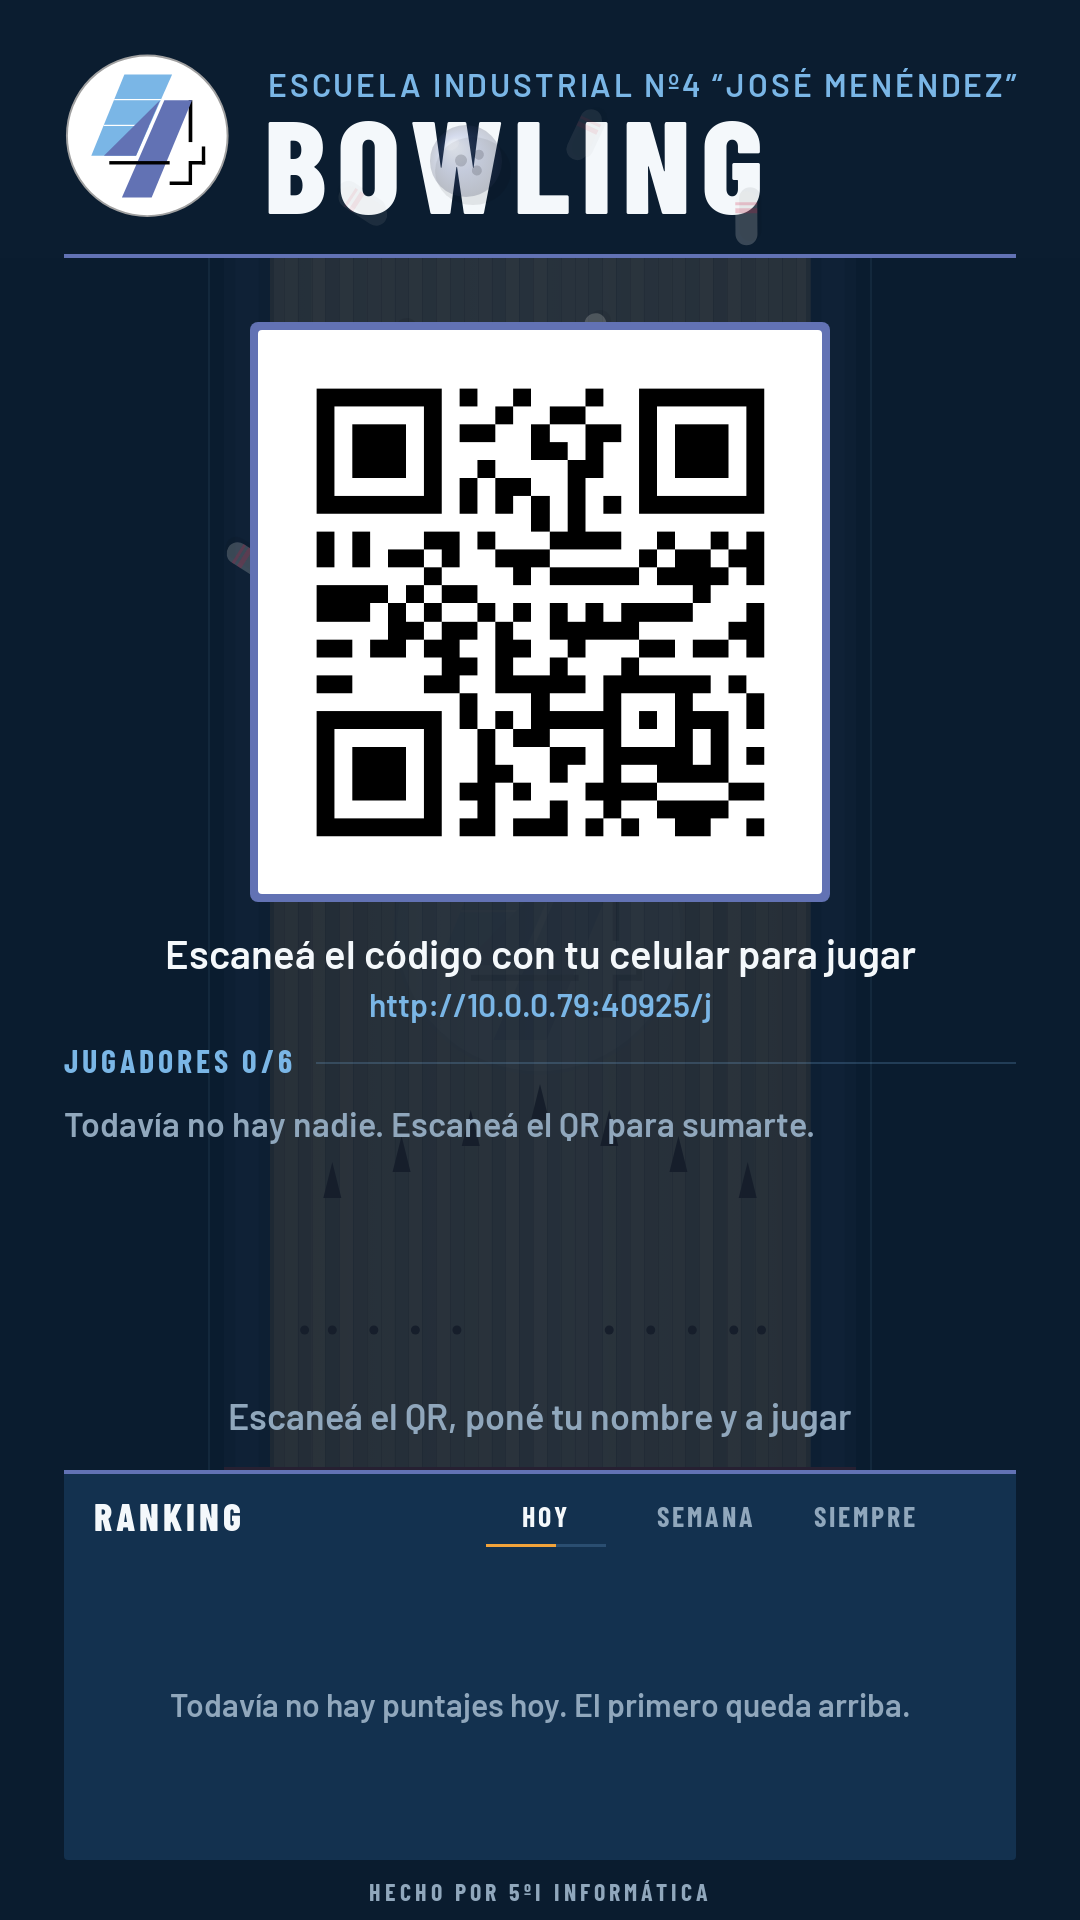 ESCUELA INDUSTRIAL Nº4 “JOSÉ MENÉNDEZ”
BOWLING
Escaneá el código con tu celular para jugar
http://10.0.0.79:40925/j
JUGADORES 0/6
Todavía no hay nadie. Escaneá el QR para sumarte.
Escaneá el QR, poné tu nombre y a jugar
RANKING HOY SEMANA SIEMPRE
Todavía no hay puntajes hoy. El primero queda arriba.
HECHO POR 5ºI INFORMÁTICA